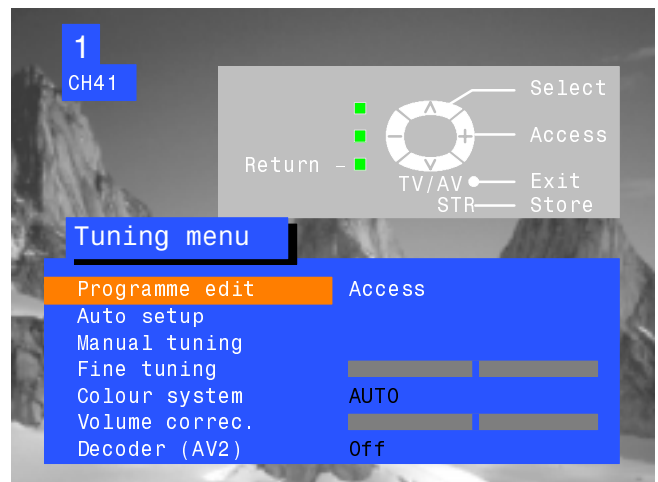 1
CH41
Select
Access
Return
TV/AV Exit
STR Store
Tuning menu
Programme edit Access
Auto setup
Manual tuning
Fine tuning
Colour system AUTO
Volume correc.
Decoder (AV2) Off